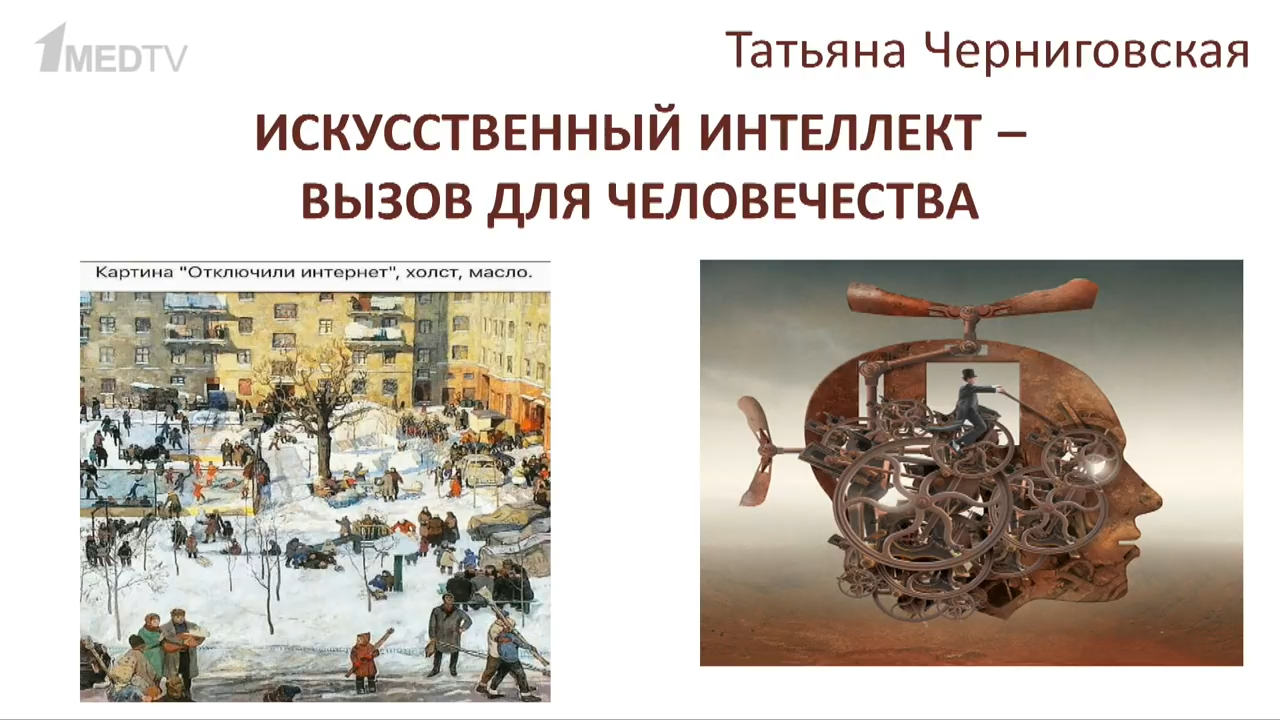 1MEDTV
Татьяна Черниговская
ИСКУССТВЕННЫЙ ИНТЕЛЛЕКТ –
ВЫЗОВ ДЛЯ ЧЕЛОВЕЧЕСТВА
Картина "Отключили интернет", холст, масло.